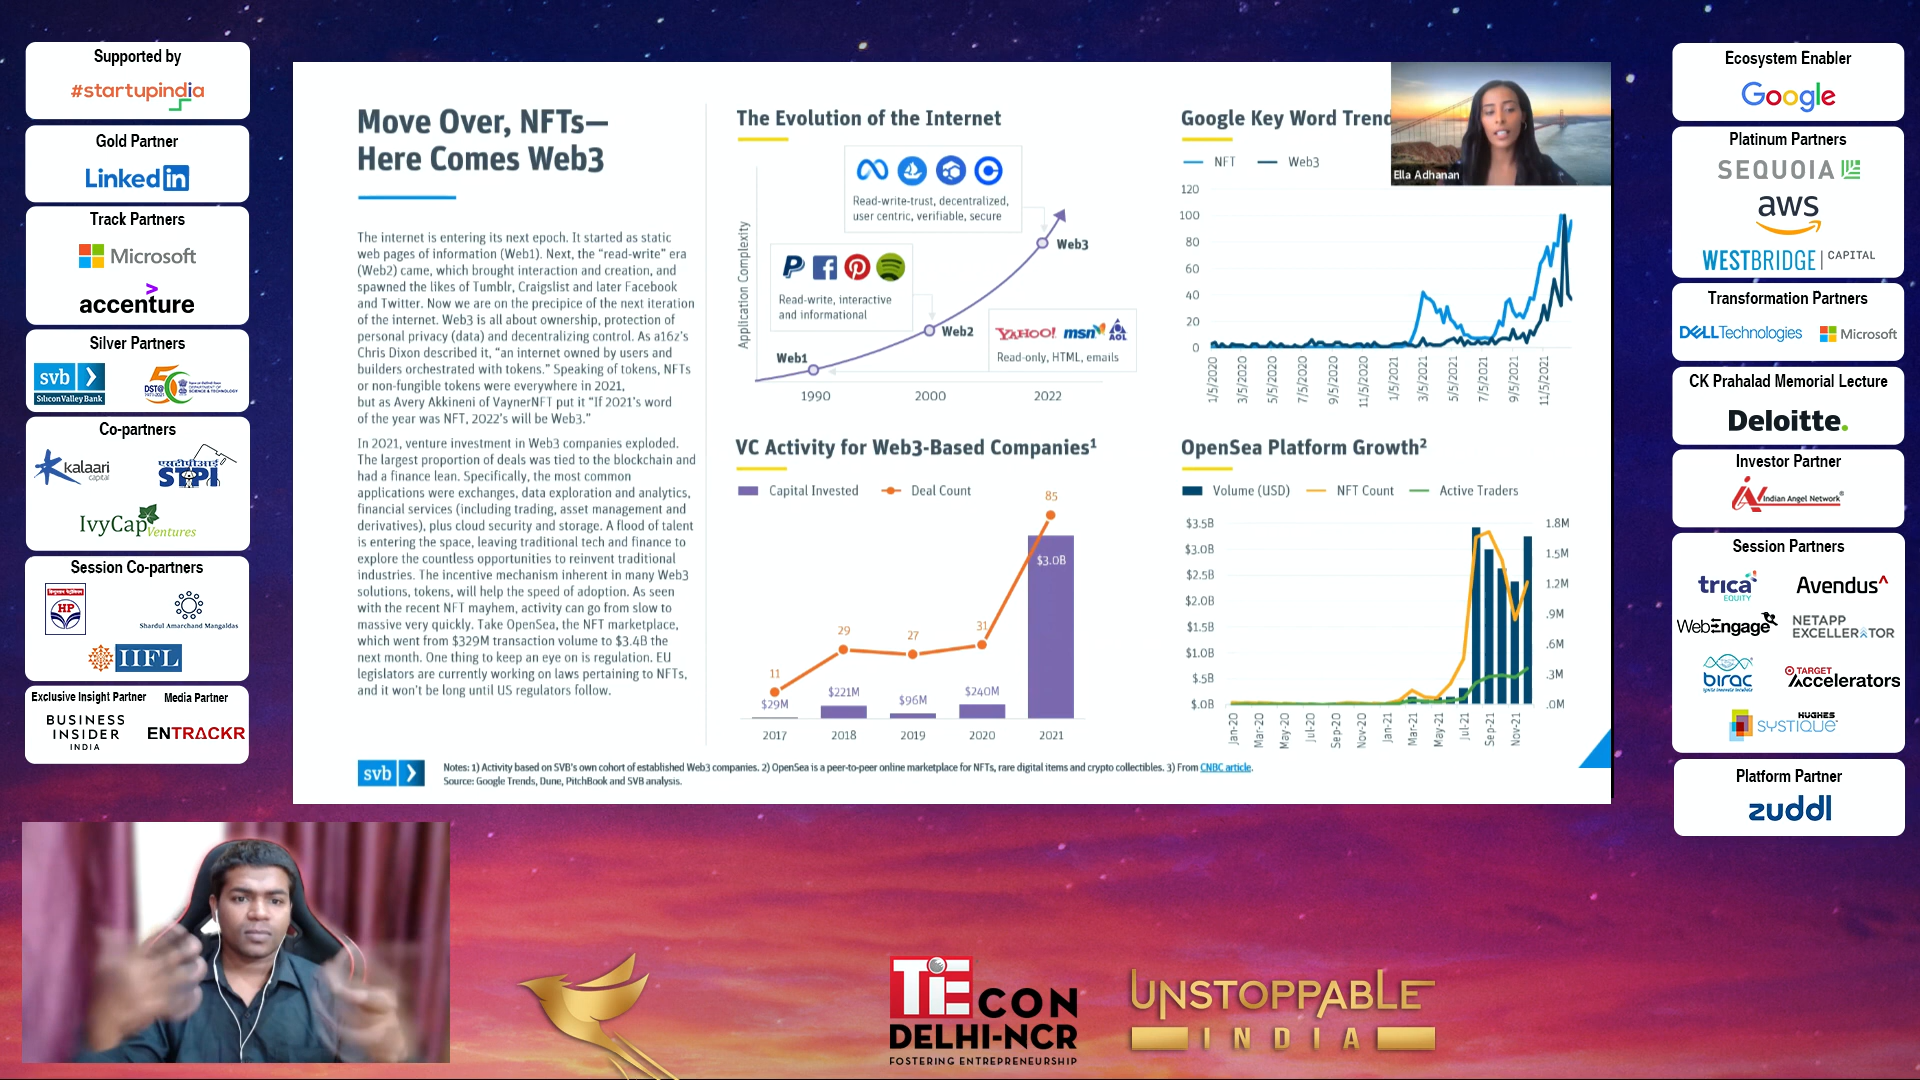 Supported by
#startupindia
Gold Partner
Linked in
Track Partners
Microsoft
accenture
Silver Partners
svb
Silicon Valley Bank
DST@
Co-partners
kalaari
capital
STPI
IvyCap
Ventures
Session Co-partners
HP
Shardul Amarchand Mangaldas
IIFL
Exclusive Insight Partner
Media Partner
BUSINESS
INSIDER
INDIA
ENTRACKR
Move Over, NFTs—
Here Comes Web3
The internet is entering its next epoch. It started as static
web pages of information (Web1). Next, the “read-write” era
(Web2) came, which brought interaction and creation, and
spawned the likes of Tumblr, Craigslist and later Facebook
and Twitter. Now we are on the precipice of the next iteration
of the internet. Web3 is all about ownership, protection of
personal privacy (data) and decentralizing control. As a16z’s
Chris Dixon described it, “an internet owned by users and
builders orchestrated with tokens.” Speaking of tokens, NFTs
or non-fungible tokens were everywhere in 2021,
but as Avery Akkineni of VaynerNFT put it “If 2021’s word
of the year was NFT, 2022’s will be Web3.”
In 2021, venture investment in Web3 companies exploded.
The largest proportion of deals was tied to the blockchain and
had a finance lean. Specifically, the most common
applications were exchanges, data exploration and analytics,
financial services (including trading, asset management and
derivatives), plus cloud security and storage. A flood of talent
is entering the space, leaving traditional tech and finance to
explore the countless opportunities to reinvent traditional
industries. The incentive mechanism inherent in many Web3
solutions, tokens, will help the speed of adoption. As seen
with the recent NFT mayhem, activity can go from slow to
massive very quickly. Take OpenSea, the NFT marketplace,
which went from $329M transaction volume to $3.4B the
next month. One thing to keep an eye on is regulation. EU
legislators are currently working on laws pertaining to NFTs,
and it won’t be long until US regulators follow.
The Evolution of the Internet
Application Complexity
Read-write-trust, decentralized,
user centric, verifiable, secure
Web3
Read-write, interactive
and informational
Web2
YAHOO! msn AOL
Read-only, HTML, emails
Web1
1990 2000 2022
Google Key Word Trend
NFT Web3
120
100
80
60
40
20
0
1/5/2020 3/5/2020 5/5/2020 7/5/2020 9/5/2020 11/5/2020 1/5/2021 3/5/2021 5/5/2021 7/5/2021 9/5/2021 11/5/2021
Ella Adhanan
VC Activity for Web3-Based Companies¹
Capital Invested Deal Count
85
$3.0B
29 27 31
11
$29M $221M $96M $240M
2017 2018 2019 2020 2021
OpenSea Platform Growth²
Volume (USD) NFT Count Active Traders
$3.5B 1.8M
$3.0B 1.5M
$2.5B 1.2M
$2.0B .9M
$1.5B .6M
$1.0B .3M
$.5B .0M
$.0B
Jan-20 Mar-20 May-20 Jul-20 Sep-20 Nov-20 Jan-21 Mar-21 May-21 Jul-21 Sep-21 Nov-21
svb
Notes: 1) Activity based on SVB’s own cohort of established Web3 companies. 2) OpenSea is a peer-to-peer online marketplace for NFTs, rare digital items and crypto collectibles. 3) From CNBC article.
Source: Google Trends, Dune, PitchBook and SVB analysis.
Ecosystem Enabler
Google
Platinum Partners
SEQUOIA
aws
WESTBRIDGE | CAPITAL
Transformation Partners
DELLTechnologies
Microsoft
CK Prahalad Memorial Lecture
Deloitte.
Investor Partner
Indian Angel Network
Session Partners
trica
EQUITY
Avendus
WebEngage
NETAPP
EXCELLERATOR
birac
TARGET
Accelerators
HUGHES
SYSTIQUE
Platform Partner
zuddl
TiECON
DELHI-NCR
FOSTERING ENTREPRENEURSHIP
UNSTOPPABLE
INDIA